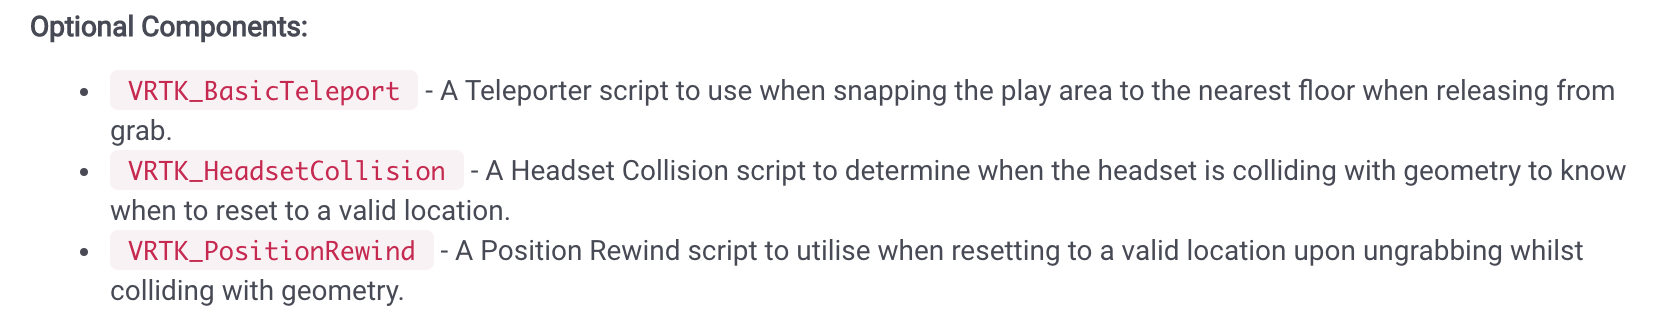 Optional Components:
• VRTK_BasicTeleport - A Teleporter script to use when snapping the play area to the nearest floor when releasing from
grab.
• VRTK_HeadsetCollision - A Headset Collision script to determine when the headset is colliding with geometry to know
when to reset to a valid location.
• VRTK_PositionRewind - A Position Rewind script to utilise when resetting to a valid location upon ungrabbing whilst
colliding with geometry.